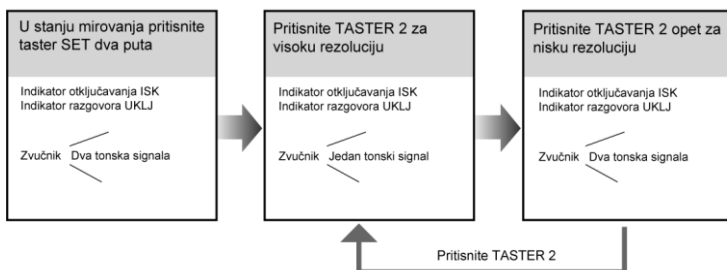 U stanju mirovanja pritisnite
taster SET dva puta
Indikator otključavanja ISK
Indikator razgovora UKLJ
Zvučnik Dva tonska signala
Pritisnite TASTER 2 za
visoku rezoluciju
Indikator otključavanja ISK
Indikator razgovora UKLJ
Zvučnik Jedan tonski signal
Pritisnite TASTER 2 opet za
nisku rezoluciju
Indikator otključavanja ISK
Indikator razgovora UKLJ
Zvučnik Dva tonska signala
Pritisnite TASTER 2